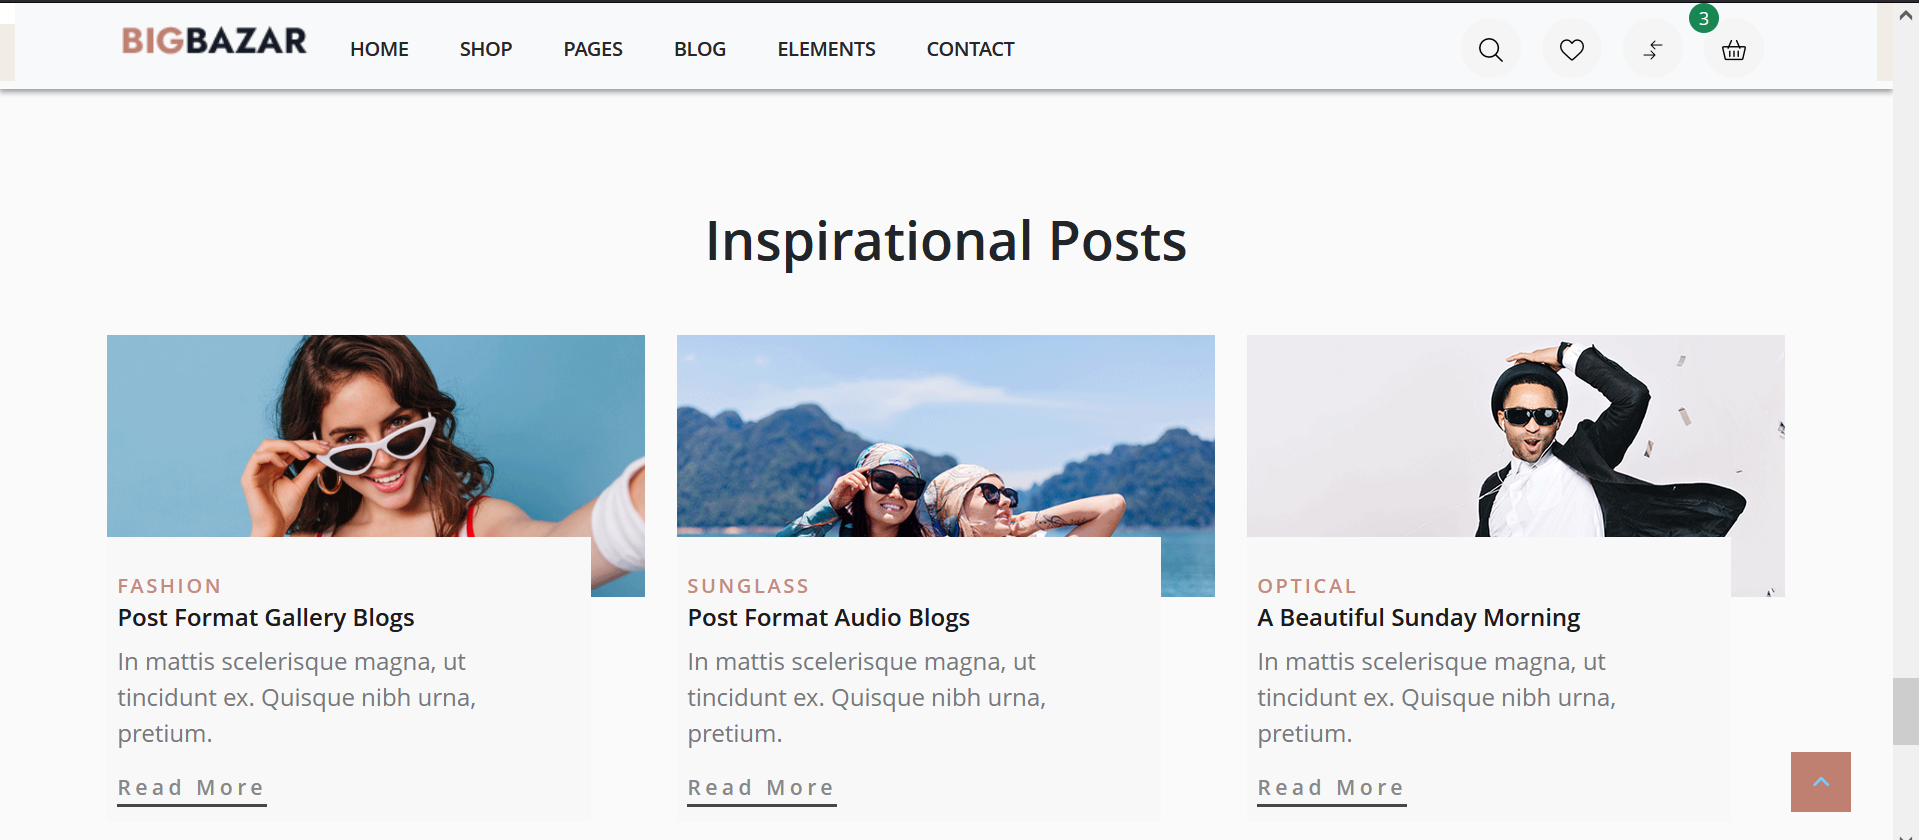 BIGBAZAR HOME SHOP PAGES BLOG ELEMENTS CONTACT 3
Inspirational Posts
FASHION
Post Format Gallery Blogs
In mattis scelerisque magna, ut
tincidunt ex. Quisque nibh urna,
pretium.
Read More
SUNGLASS
Post Format Audio Blogs
In mattis scelerisque magna, ut
tincidunt ex. Quisque nibh urna,
pretium.
Read More
OPTICAL
A Beautiful Sunday Morning
In mattis scelerisque magna, ut
tincidunt ex. Quisque nibh urna,
pretium.
Read More